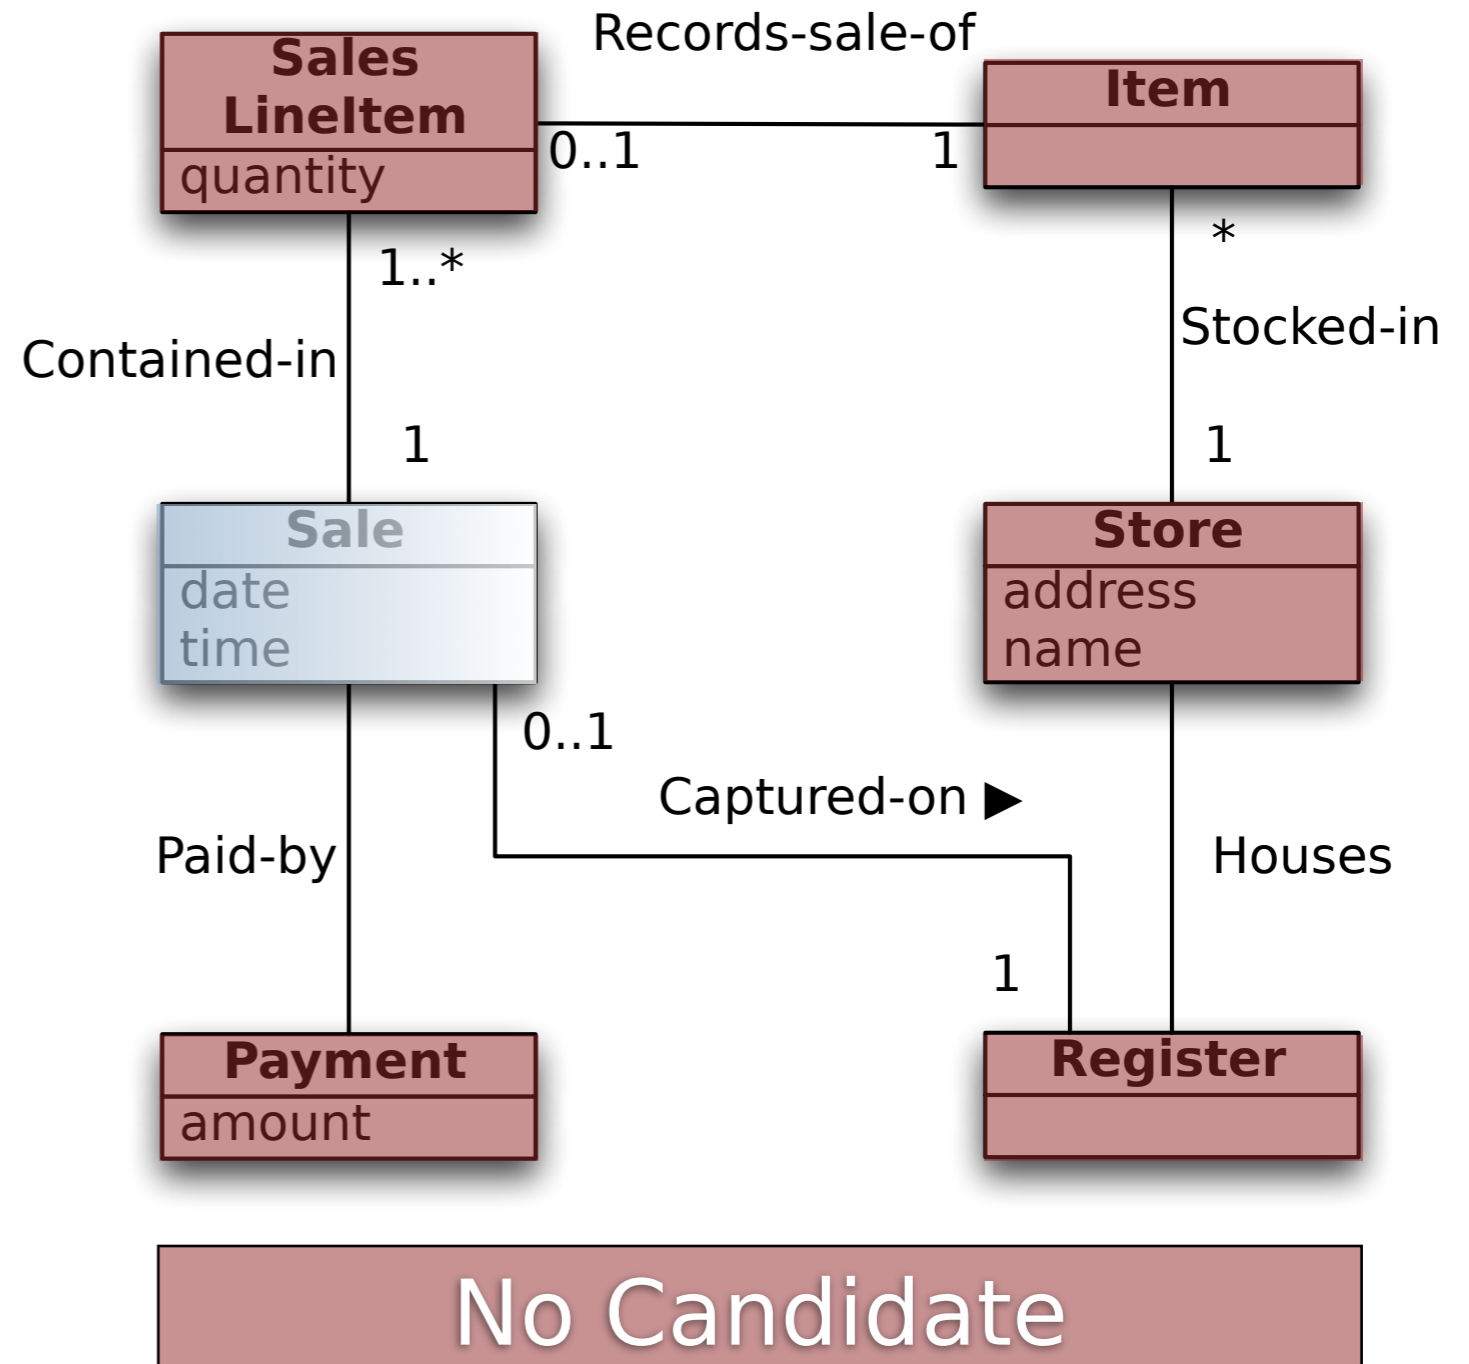 Records-sale-of
Sales
LineItem
quantity
Item
0..1
1
1..*
*
Contained-in
Stocked-in
1
1
Sale
date
time
Store
address
name
0..1
Captured-on ▶
Paid-by
Houses
1
Payment
amount
Register
No Candidate